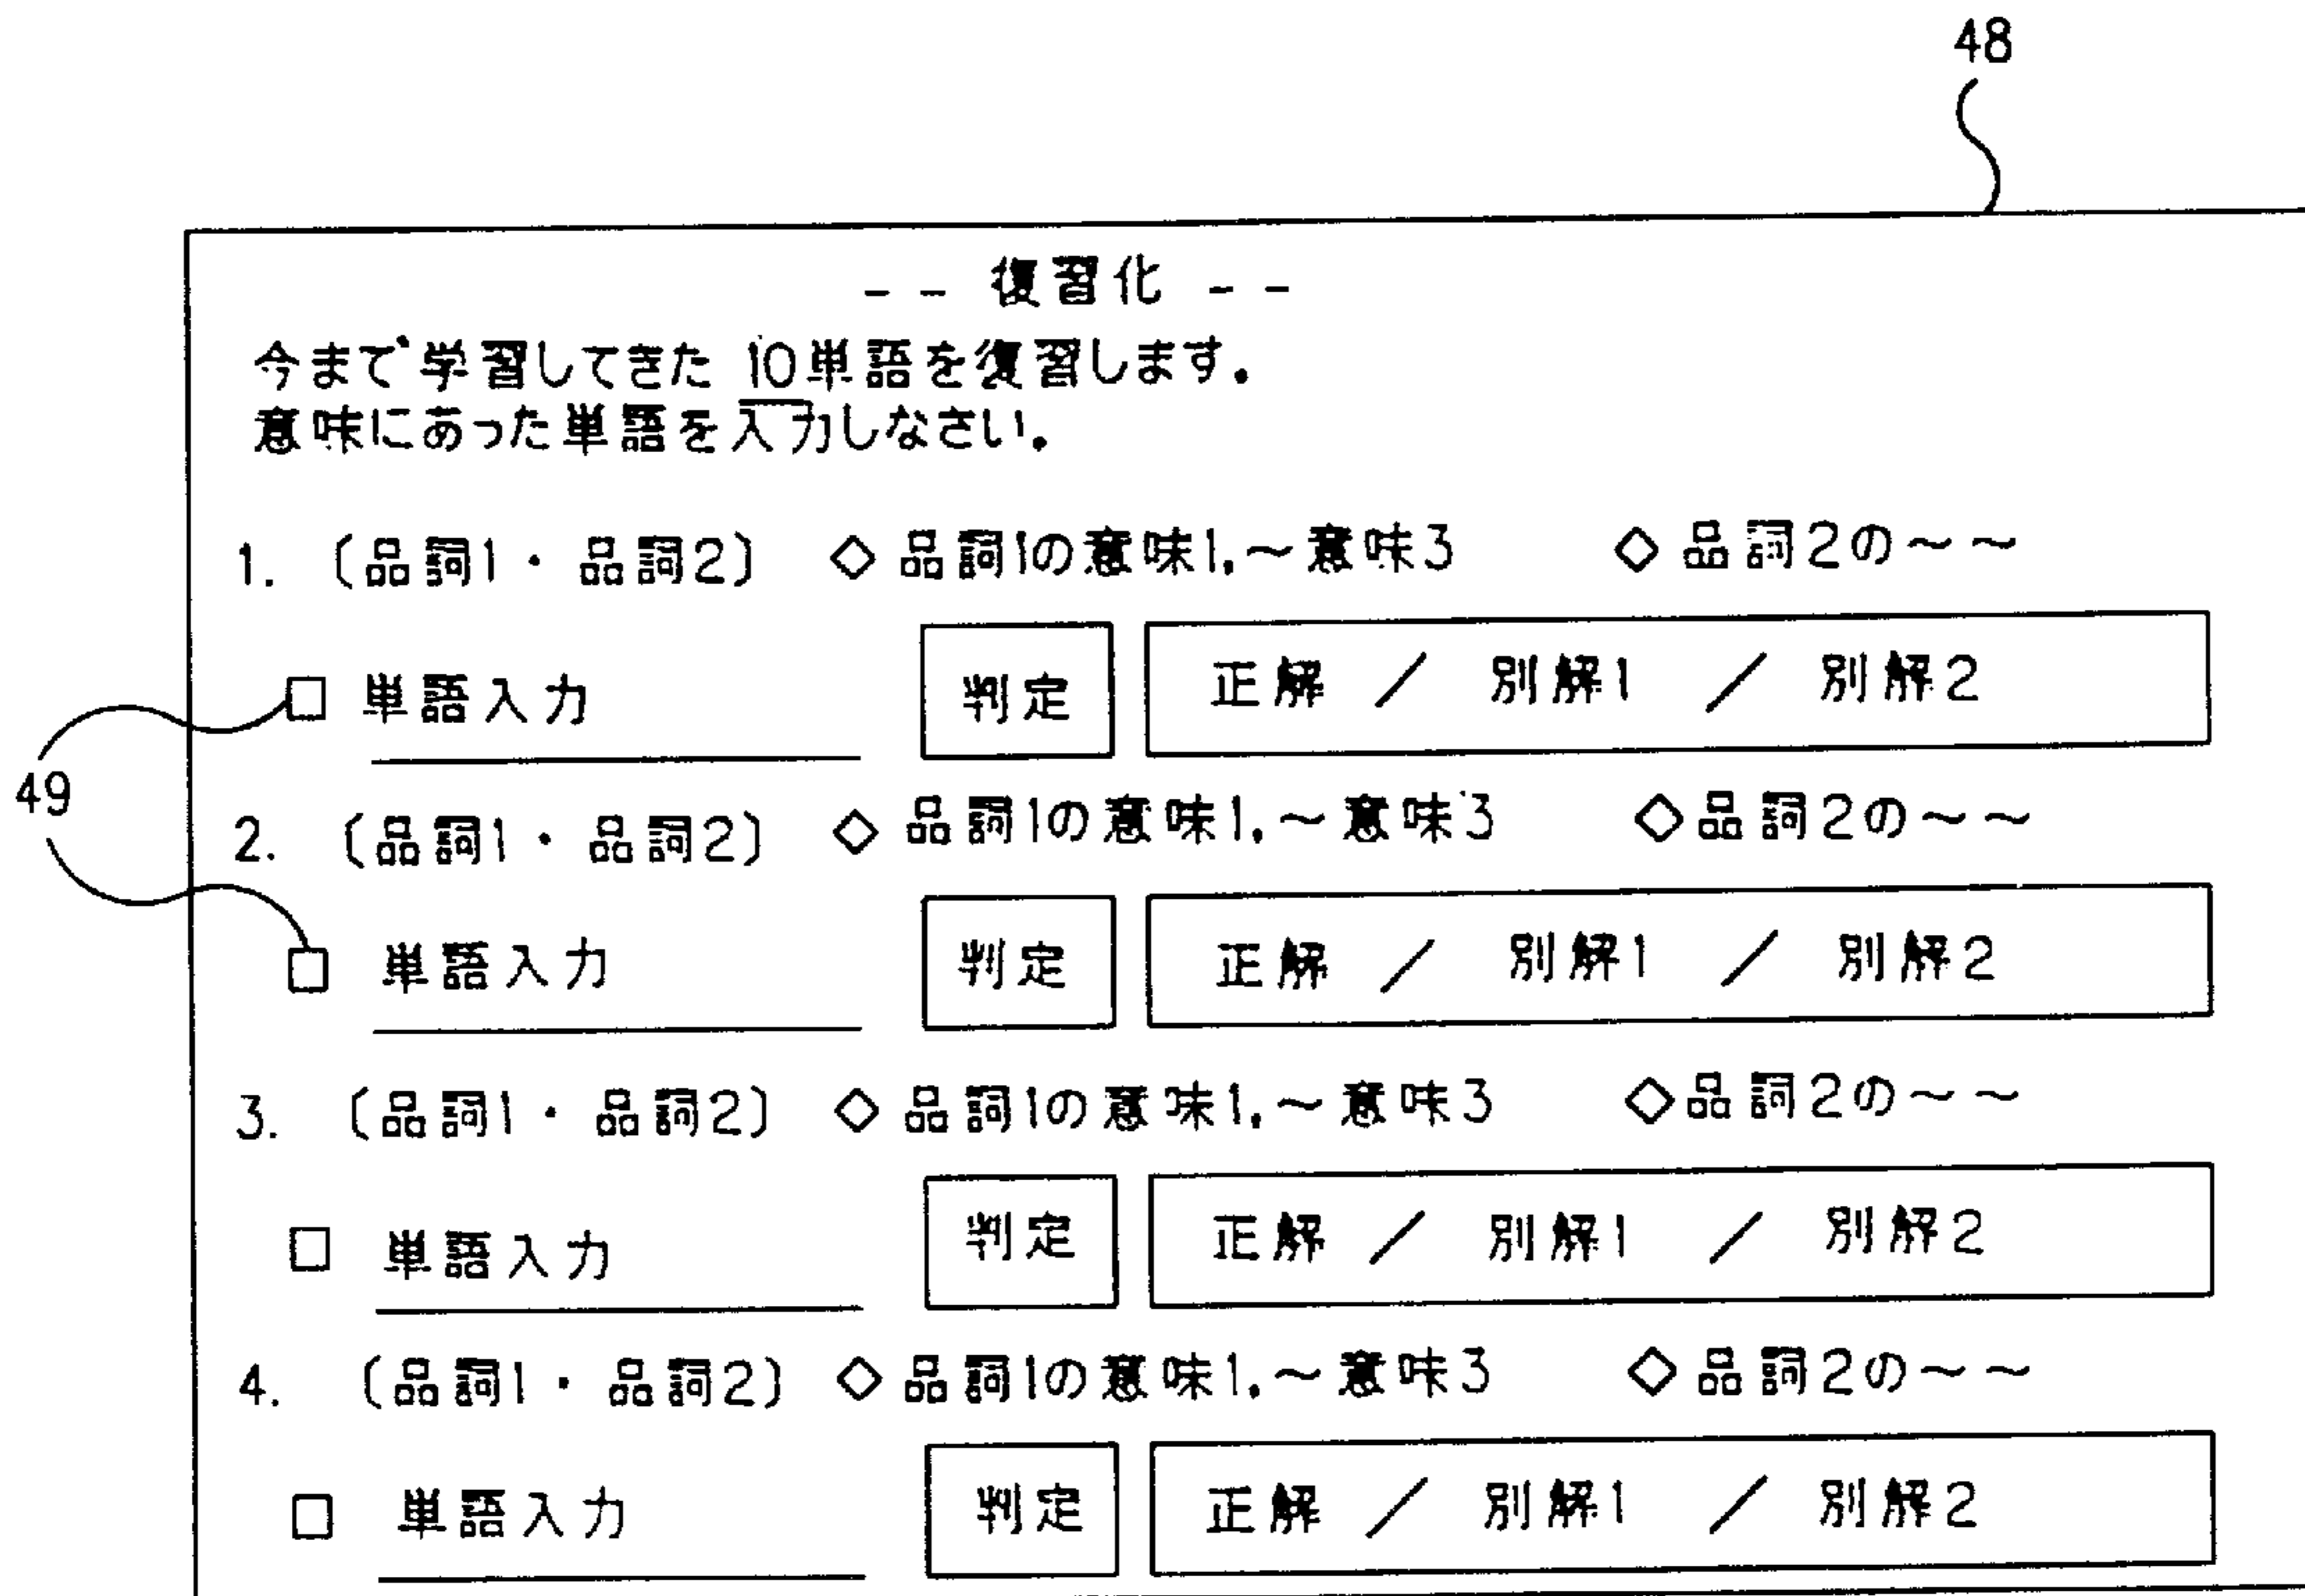 48
-- 復習化 --
今まで学習してきた 10単語を復習します。
意味にあった単語を入力しなさい。
1. 〔品詞1・品詞2〕 ◇品詞1の意味1,〜意味3 ◇品詞2の〜〜
□ 単語入力 判定 正解 / 別解1 / 別解2
49
2. 〔品詞1・品詞2〕 ◇品詞1の意味1,〜意味3 ◇品詞2の〜〜
□ 単語入力 判定 正解 / 別解1 / 別解2
3. 〔品詞1・品詞2〕 ◇品詞1の意味1,〜意味3 ◇品詞2の〜〜
□ 単語入力 判定 正解 / 別解1 / 別解2
4. 〔品詞1・品詞2〕 ◇品詞1の意味1,〜意味3 ◇品詞2の〜〜
□ 単語入力 判定 正解 / 別解1 / 別解2